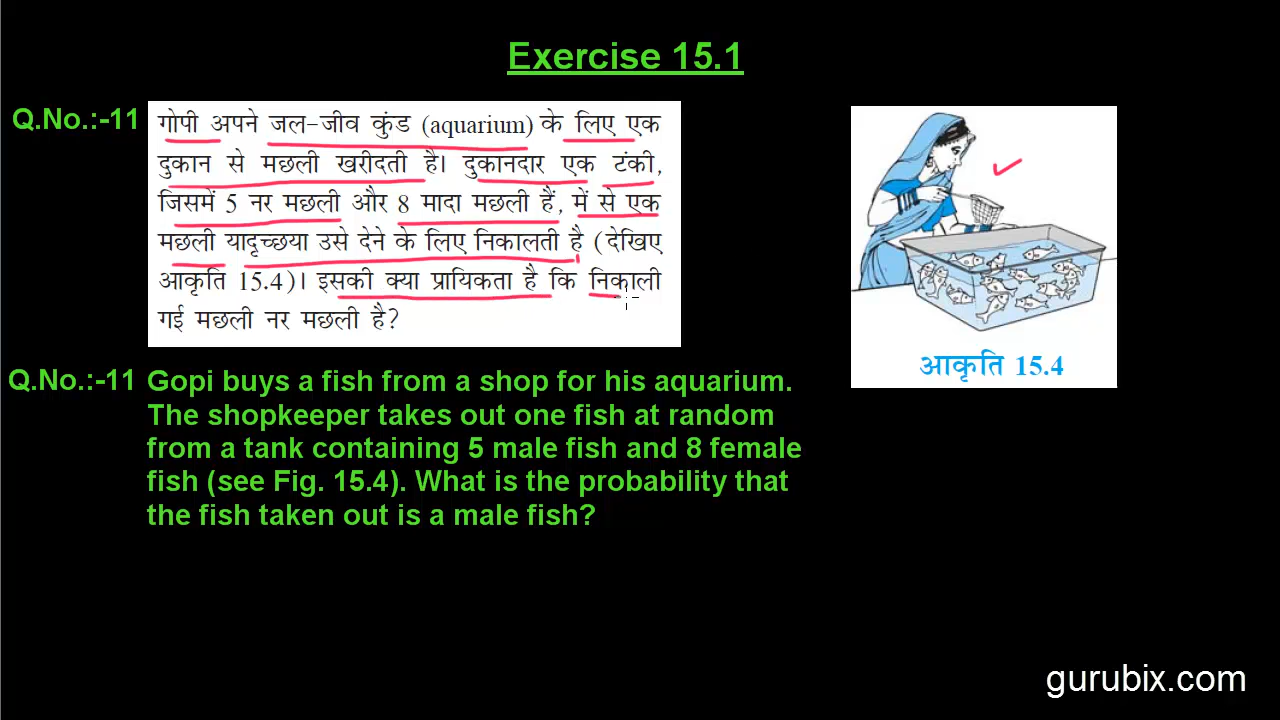 Exercise 15.1
Q.No.:-11
गोपी अपने जल-जीव कुंड (aquarium) के लिए एक
दुकान से मछली खरीदती है। दुकानदार एक टंकी,
जिसमें 5 नर मछली और 8 मादा मछली हैं, में से एक
मछली यादृच्छया उसे देने के लिए निकालती है (देखिए
आकृति 15.4)। इसकी क्या प्रायिकता है कि निकाली
गई मछली नर मछली है?
आकृति 15.4
Q.No.:-11 Gopi buys a fish from a shop for his aquarium.
The shopkeeper takes out one fish at random
from a tank containing 5 male fish and 8 female
fish (see Fig. 15.4). What is the probability that
the fish taken out is a male fish?
gurubix.com